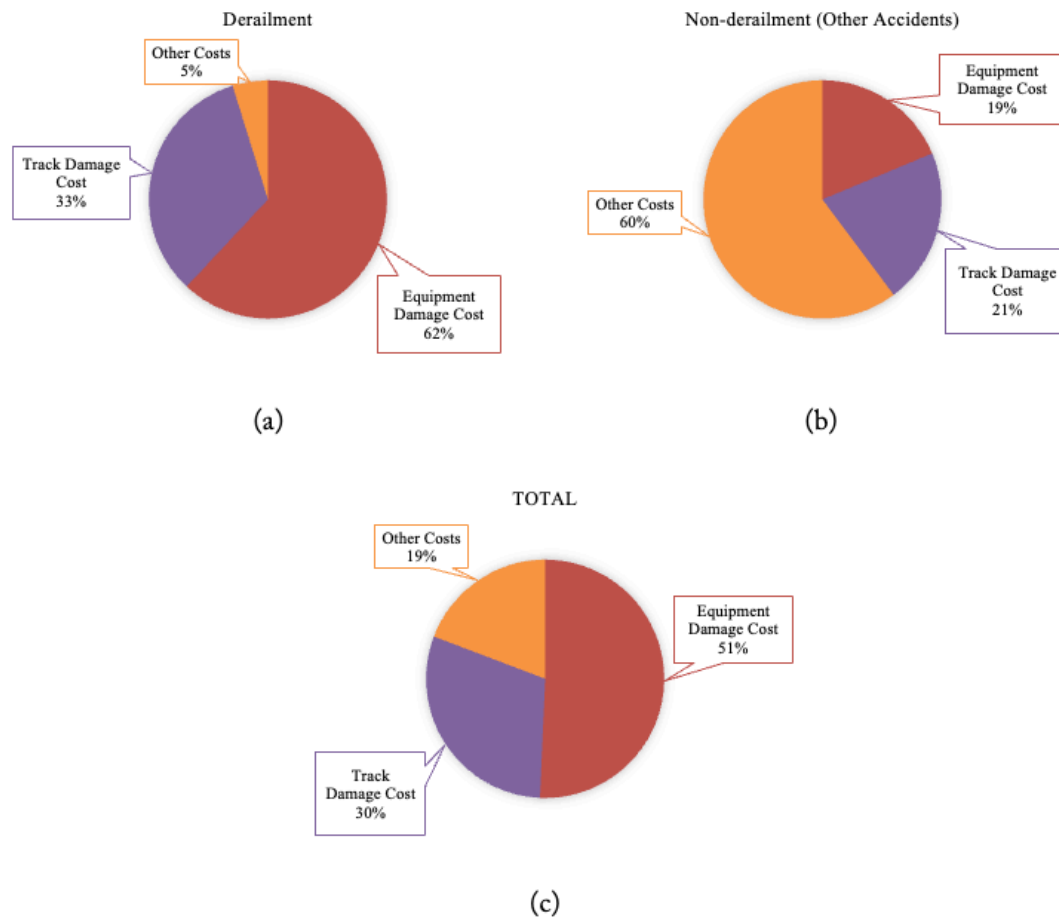 Derailment
Other Costs
5%
Track Damage
Cost
33%
Equipment
Damage Cost
62%
(a)
Non-derailment (Other Accidents)
Equipment
Damage Cost
19%
Other Costs
60%
Track Damage
Cost
21%
(b)
TOTAL
Other Costs
19%
Equipment
Damage Cost
51%
Track
Damage Cost
30%
(c)